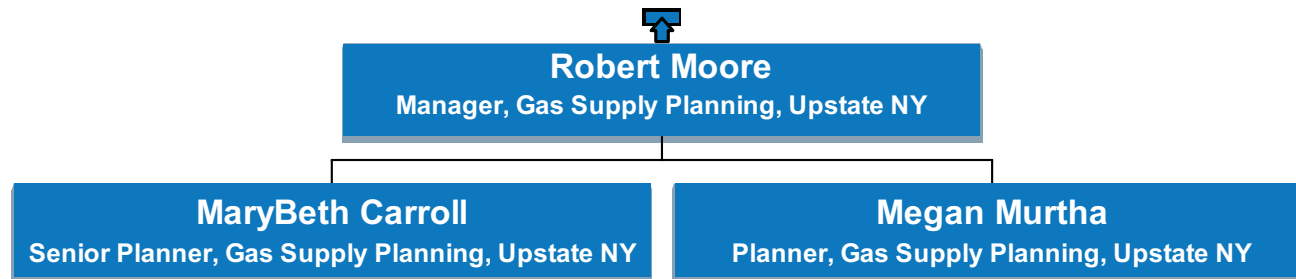 Robert Moore
Manager, Gas Supply Planning, Upstate NY
MaryBeth Carroll
Senior Planner, Gas Supply Planning, Upstate NY
Megan Murtha
Planner, Gas Supply Planning, Upstate NY